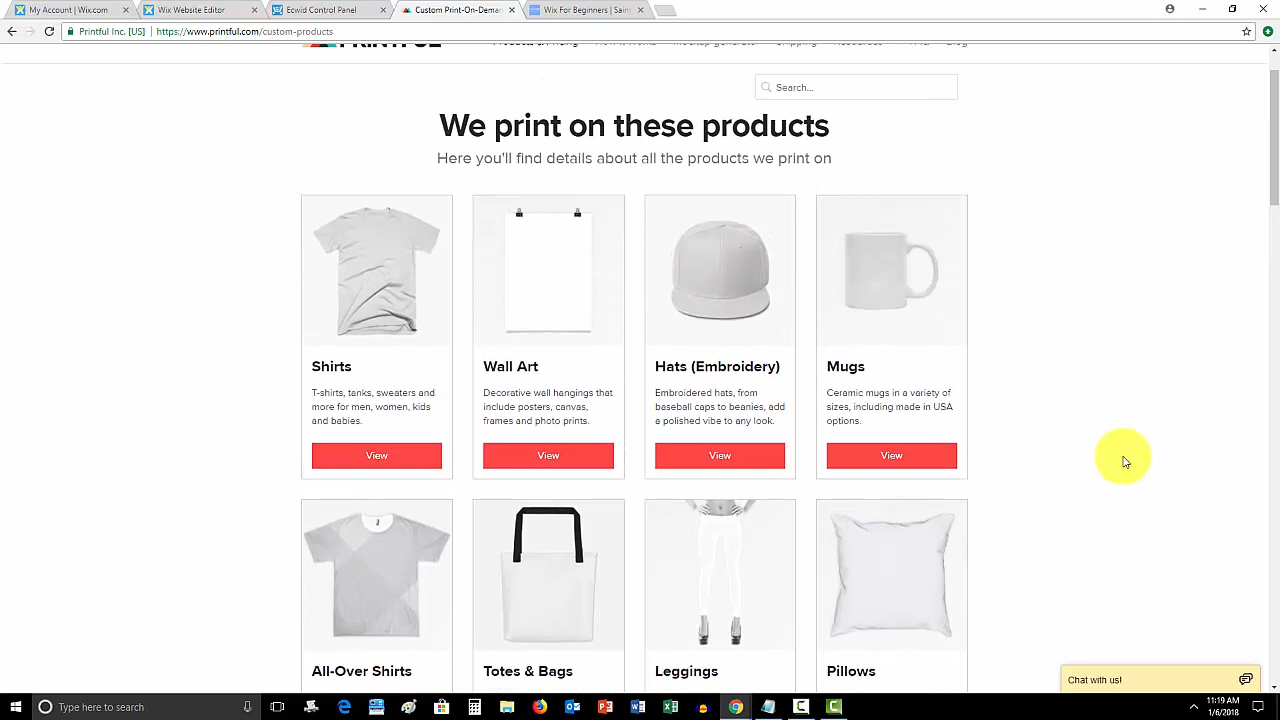 My Account | Wix.com
Wix Website Editor
Ecwid Control Panel
Custom Print-On-Deman
Wix For Beginners | Saint
Printful Inc. [US]
https://www.printful.com/custom-products
Search...
We print on these products
Here you'll find details about all the products we print on
Shirts
T-shirts, tanks, sweaters and
more for men, women, kids
and babies.
View
Wall Art
Decorative wall hangings that
include posters, canvas,
frames and photo prints.
View
Hats (Embroidery)
Embroidered hats, from
baseball caps to beanies, add
a polished vibe to any look.
View
Mugs
Ceramic mugs in a variety of
sizes, including made in USA
options.
View
All-Over Shirts
Totes & Bags
Leggings
Pillows
Chat with us!
Type here to search
11:19 AM
1/6/2018